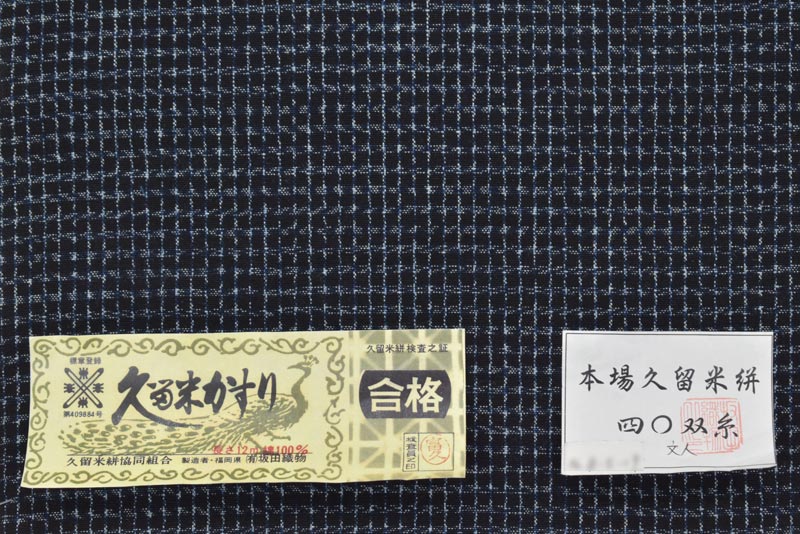 標章登録
第409884号
久留米かすり
長さ12m 綿100%
久留米絣協同組合 製造者・福岡県 (有)坂田織物
久留米絣検査之証
合格
検査員之印
本場久留米絣
四〇双糸
文人